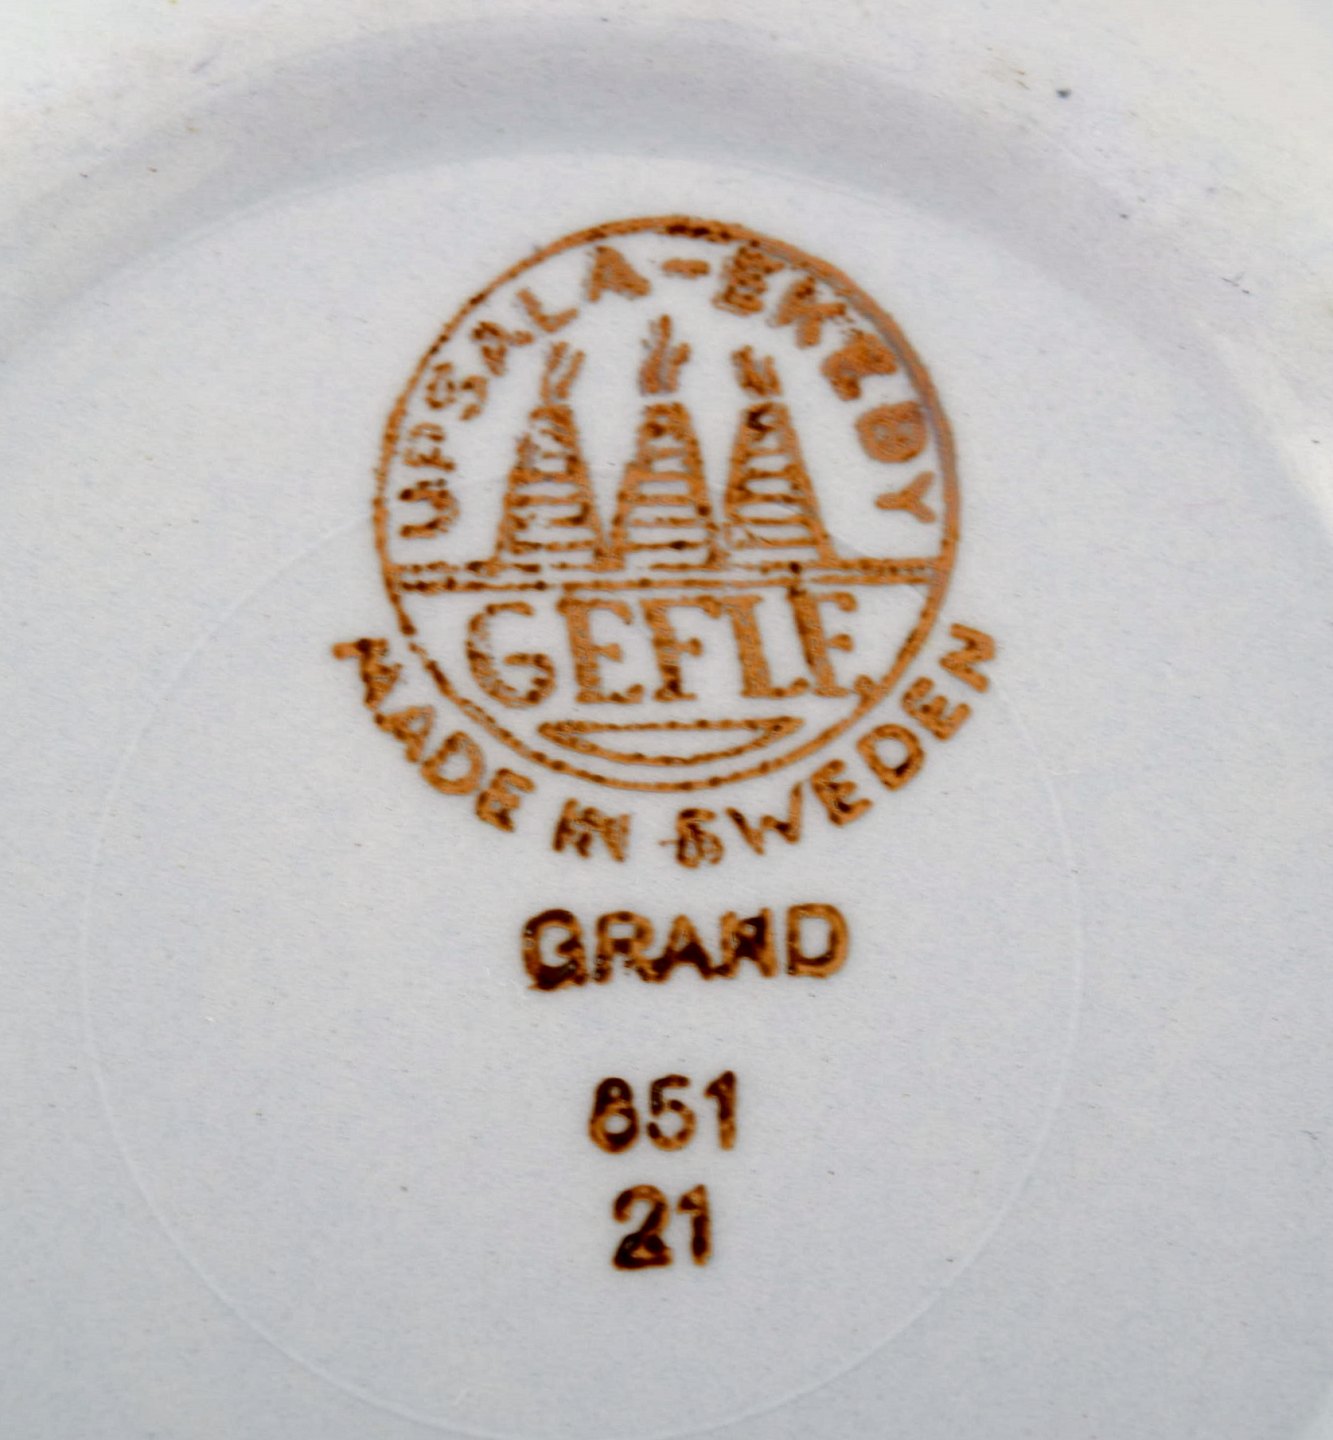 UPSALA-EKEBY
GEFLE
MADE IN SWEDEN
GRAND
851
21